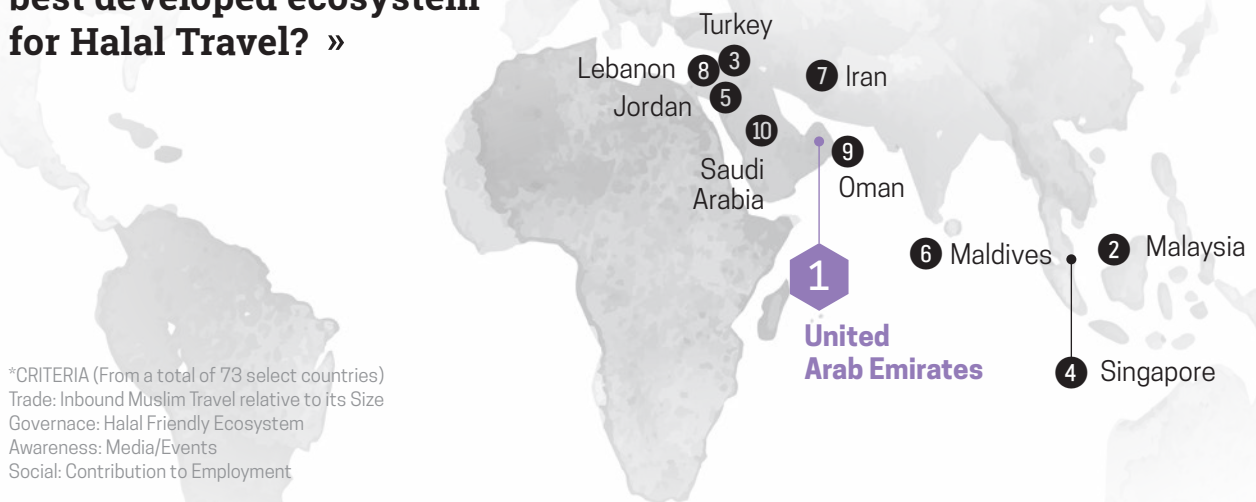 best developed ecosystem
for Halal Travel? »
Turkey
3
Lebanon 8
7 Iran
Jordan 5
10
Saudi
Arabia
9
Oman
6 Maldives
2 Malaysia
1
United
Arab Emirates
4 Singapore
*CRITERIA (From a total of 73 select countries)
Trade: Inbound Muslim Travel relative to its Size
Governace: Halal Friendly Ecosystem
Awareness: Media/Events
Social: Contribution to Employment